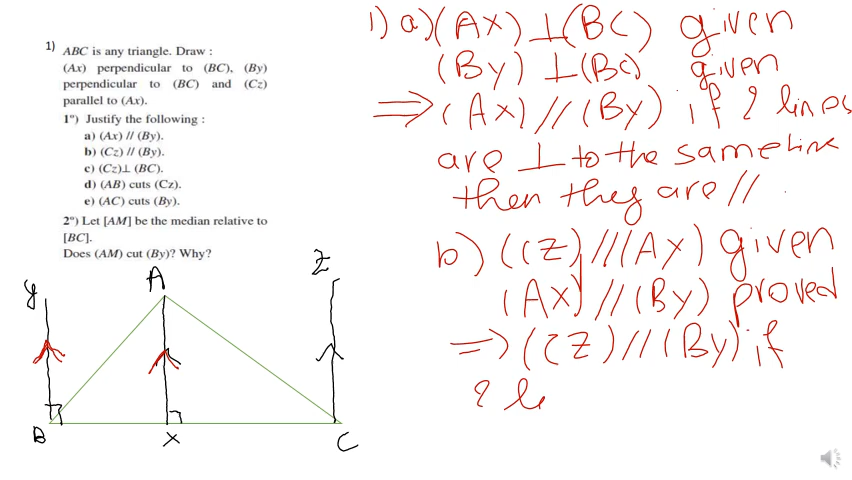 1) ABC is any triangle. Draw :
(Ax) perpendicular to (BC), (By)
perpendicular to (BC) and (Cz)
parallel to (Ax).
1°) Justify the following :
a) (Ax) // (By).
b) (Cz) // (By).
c) (Cz)⊥ (BC).
d) (AB) cuts (Cz).
e) (AC) cuts (By).
2°) Let [AM] be the median relative to
[BC].
Does (AM) cut (By)? Why?
y
A
Z
B
x
C
1) a) (Ax) ⊥ (BC) given
(By) ⊥ (BC) given
⇒ (Ax) // (By) if 2 lines
are ⊥ to the same line
then they are //.
b) (CZ) // (Ax) given
(Ax) // (By) proved
⇒ (CZ) // (By) if
2 l